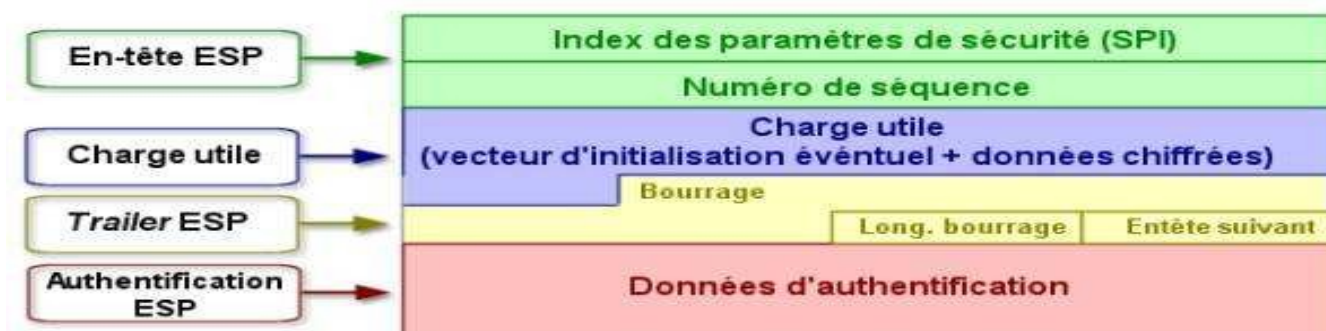 En-tête ESP
Index des paramètres de sécurité (SPI)
Numéro de séquence
Charge utile
Charge utile
(vecteur d'initialisation événtuel + données chiffrées)
Trailer ESP
Bourrage
Long. bourrage
Entête suivant
Authentification
ESP
Données d'authentification